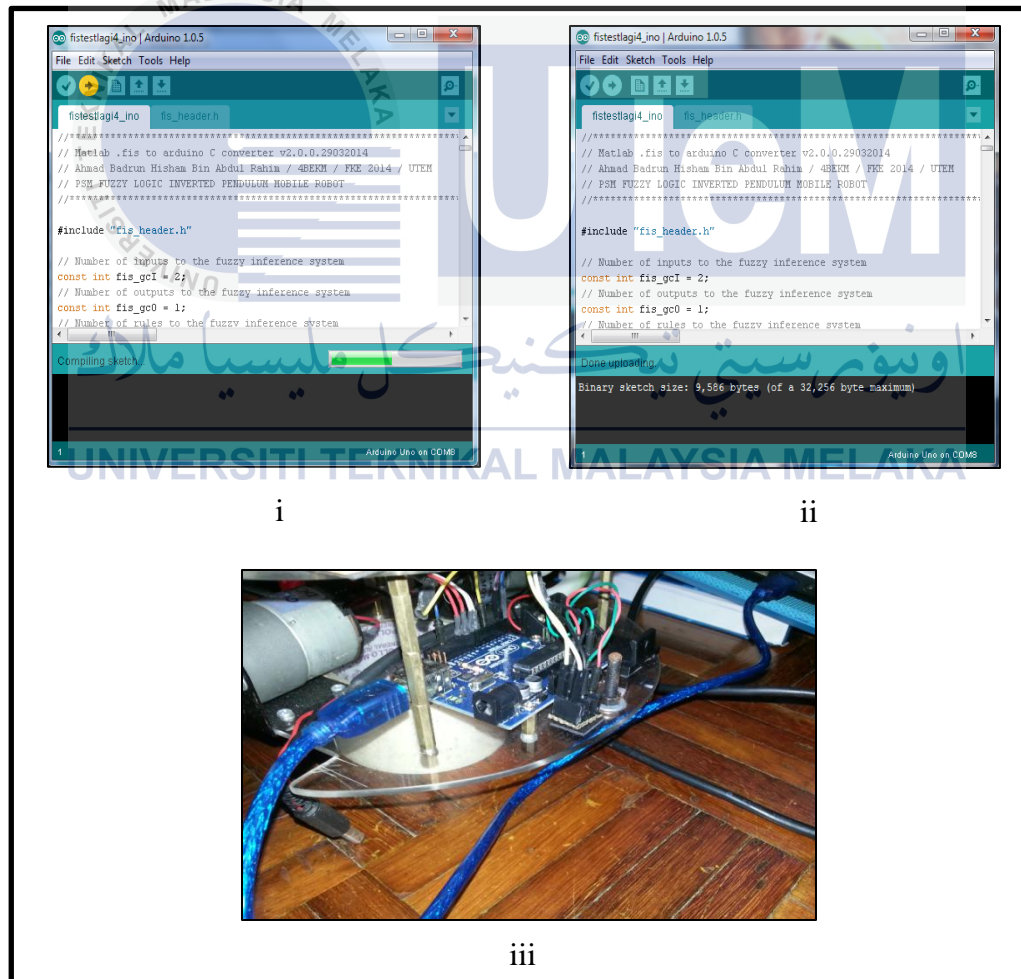 fistestlagi4_ino | Arduino 1.0.5
File Edit Sketch Tools Help
fistestlagi4_ino fis_header.h
// Matlab .fis to arduino C converter v2.0.0.29032014
// Ahmad Badrun Hisham Bin Abdul Rahim / 4BEKM / FKE 2014 / UTEM
// PSM FUZZY LOGIC INVERTED PENDULUM MOBILE ROBOT
#include "fis_header.h"
// Number of inputs to the fuzzy inference system
const int fis_gcI = 2;
// Number of outputs to the fuzzy inference system
const int fis_gcO = 1;
// Number of rules to the fuzzy inference system
Compiling sketch...
1 Arduino Uno on COM8
i
fistestlagi4_ino | Arduino 1.0.5
File Edit Sketch Tools Help
fistestlagi4_ino fis_header.h
// Matlab .fis to arduino C converter v2.0.0.29032014
// Ahmad Badrun Hisham Bin Abdul Rahim / 4BEKM / FKE 2014 / UTEM
// PSM FUZZY LOGIC INVERTED PENDULUM MOBILE ROBOT
#include "fis_header.h"
// Number of inputs to the fuzzy inference system
const int fis_gcI = 2;
// Number of outputs to the fuzzy inference system
const int fis_gcO = 1;
// Number of rules to the fuzzy inference system
Done uploading.
Binary sketch size: 9,586 bytes (of a 32,256 byte maximum)
1 Arduino Uno on COM8
ii
UTeM
اونيۏرسيتي تيكنيكل مليسيا ملاك
UNIVERSITI TEKNIKAL MALAYSIA MELAKA
iii